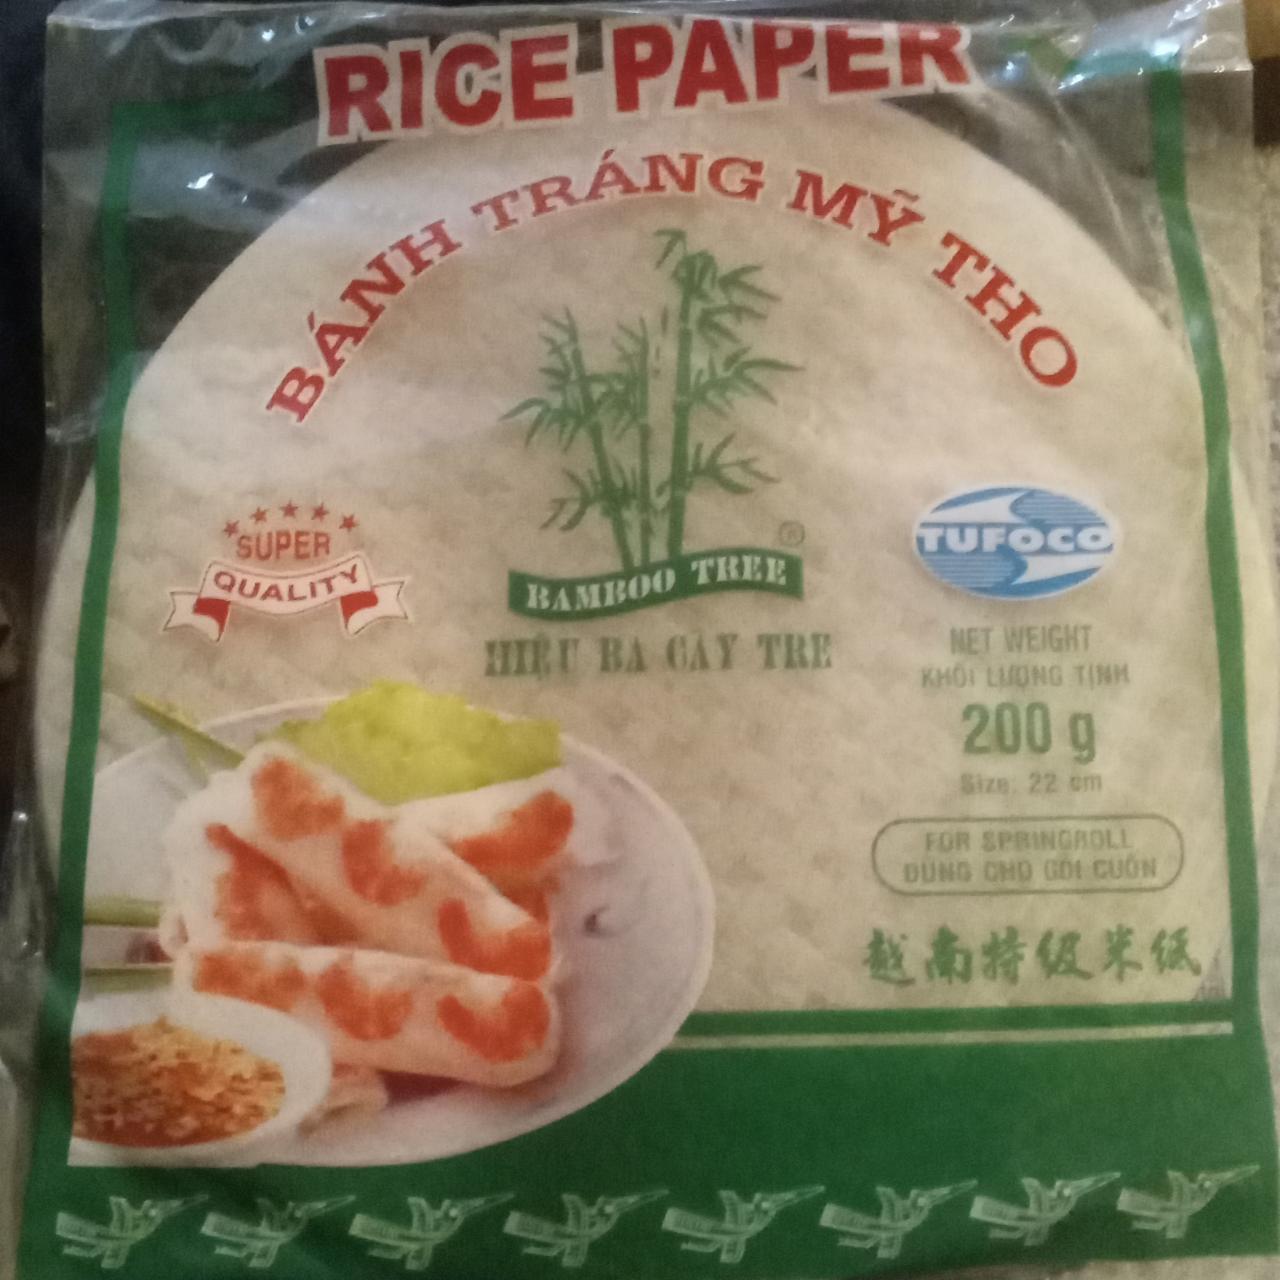 RICE PAPER
BÁNH TRÁNG MỸ THO
SUPER
QUALITY
®
BAMBOO TREE
HIỆU BA CÂY TRE
TUFOCO
NET WEIGHT
KHỐI LƯỢNG TỊNH
200 g
Size: 22 cm
FOR SPRINGROLL
DÙNG CHO GỎI CUỐN
越南特级米纸